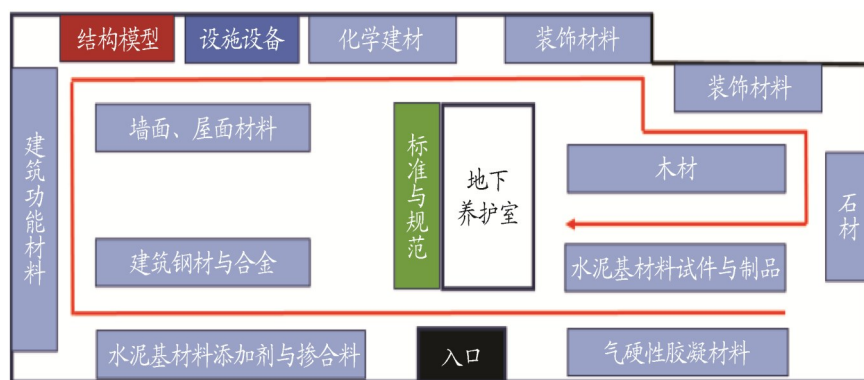 结构模型
设施设备
化学建材
装饰材料
装饰材料
建筑功能材料
墙面、屋面材料
标准与规范
地下
养护室
木材
石材
建筑钢材与合金
水泥基材料试件与制品
水泥基材料添加剂与掺合料
入口
气硬性胶凝材料